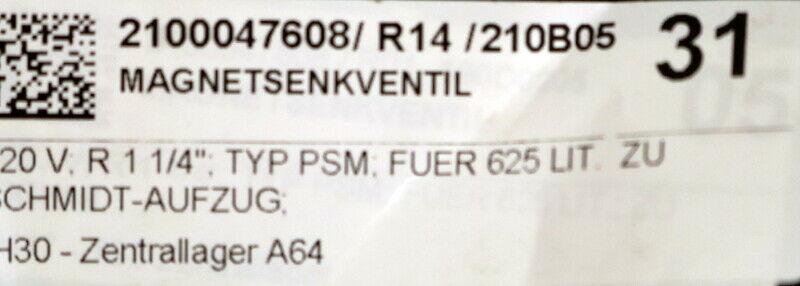 2100047608/ R14 /210B05 31
MAGNETSENKVENTIL
20 V; R 1 1/4"; TYP PSM; FUER 625 LIT. ZU
SCHMIDT-AUFZUG;
H30 - Zentrallager A64